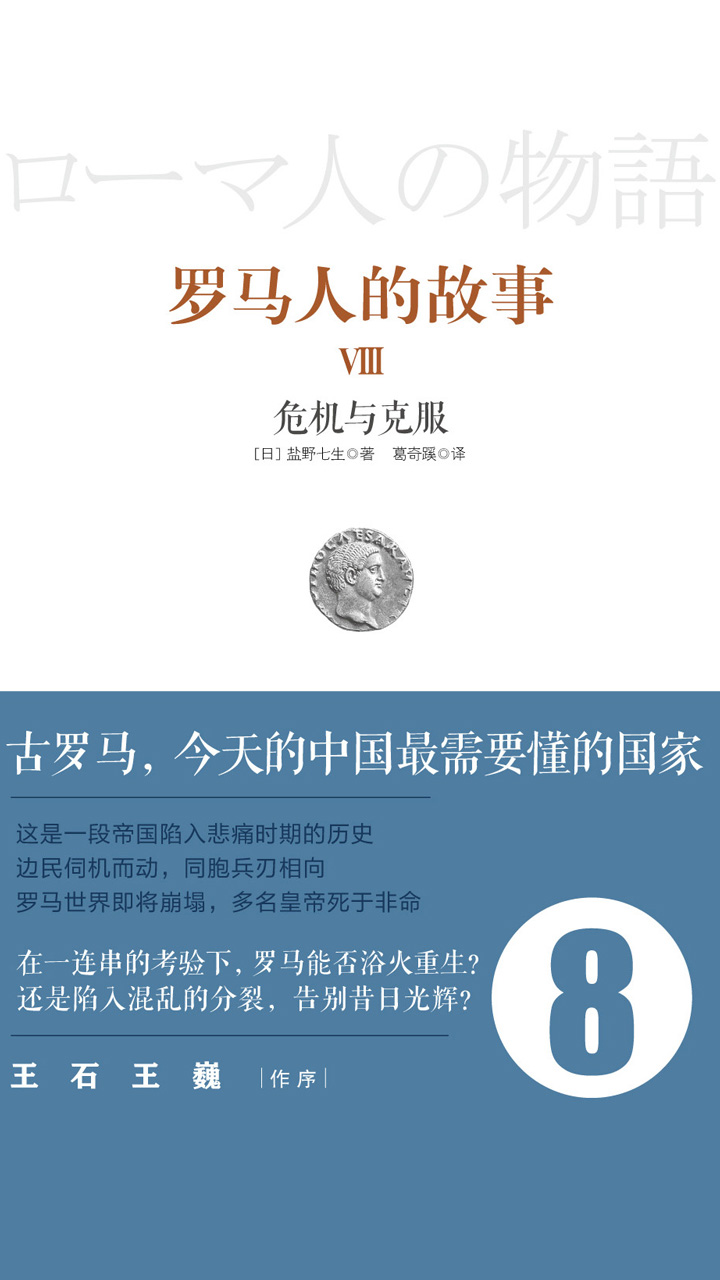 ローマ人の物語
罗马人的故事
VIII
危机与克服
［日］盐野七生◎著 葛奇蹊◎译
古罗马，今天的中国最需要懂的国家
这是一段帝国陷入悲痛时期的历史
边民伺机而动，同胞兵刃相向
罗马世界即将崩塌，多名皇帝死于非命
在一连串的考验下，罗马能否浴火重生？
还是陷入混乱的分裂，告别昔日光辉？
8
王石王巍 |作序|